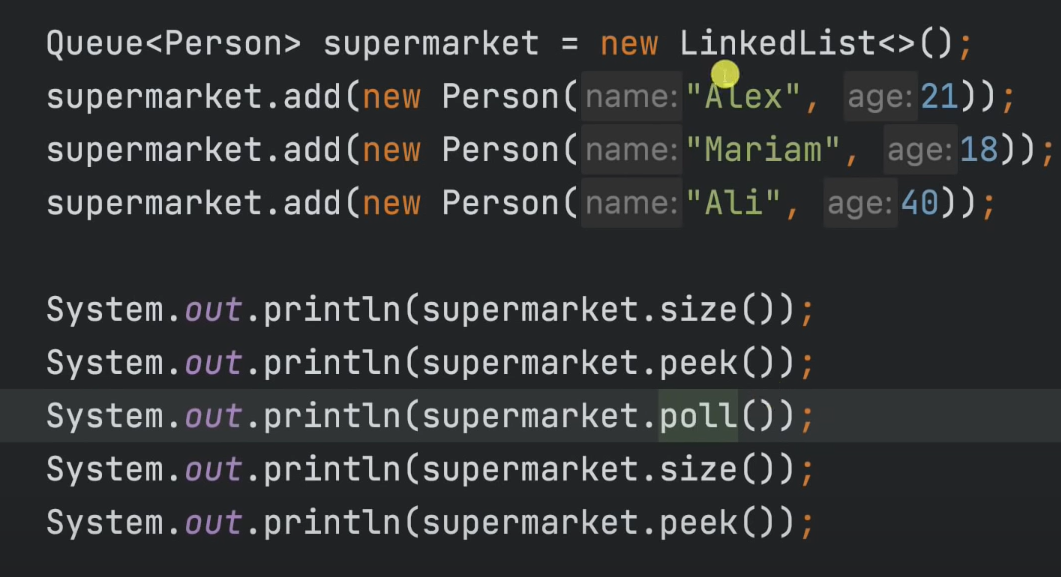 Queue<Person> supermarket = new LinkedList<>();
supermarket.add(new Person( name: "Alex", age: 21));
supermarket.add(new Person( name: "Mariam", age: 18));
supermarket.add(new Person( name: "Ali", age: 40));
System.out.println(supermarket.size());
System.out.println(supermarket.peek());
System.out.println(supermarket.poll());
System.out.println(supermarket.size());
System.out.println(supermarket.peek());